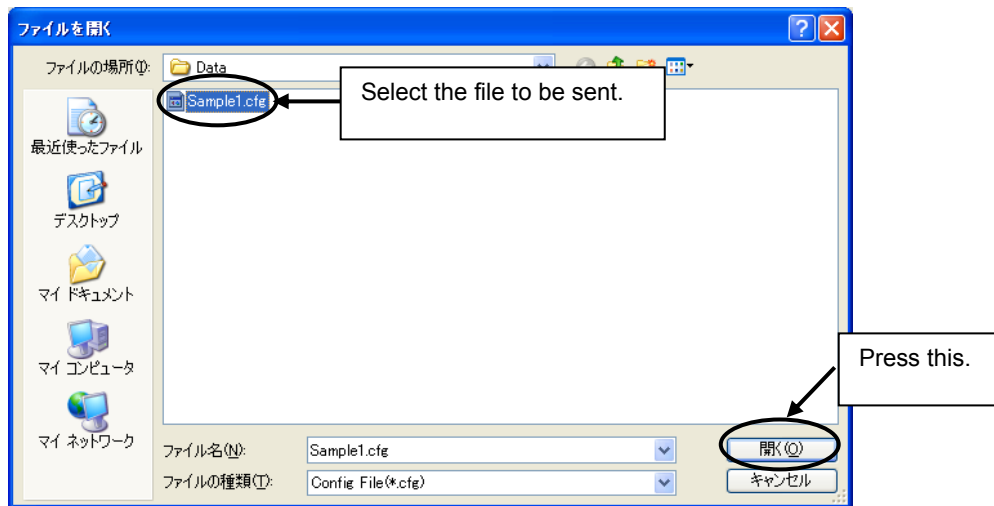 ファイルを開く
ファイルの場所(I):
Data
Select the file to be sent.
Sample1.cfg
最近使ったファイル
デスクトップ
マイ ドキュメント
マイ コンピュータ
マイ ネットワーク
Press this.
ファイル名(N):
Sample1.cfg
開く(O)
ファイルの種類(T):
Config File(*.cfg)
キャンセル